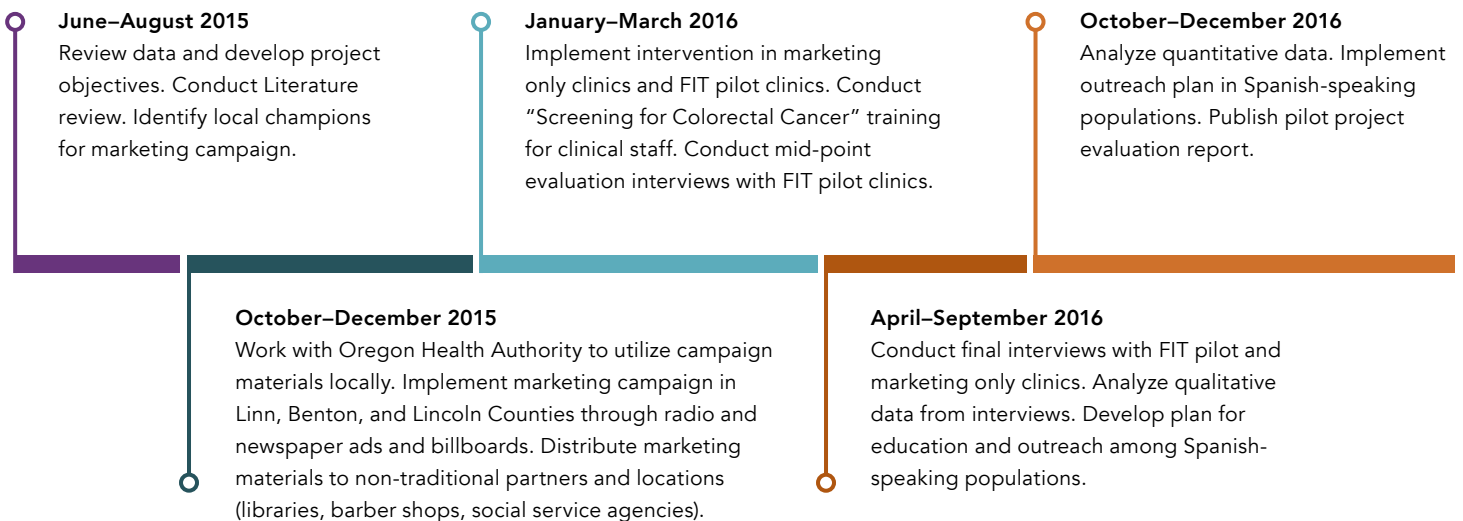 June–August 2015
Review data and develop project
objectives. Conduct Literature
review. Identify local champions
for marketing campaign.
October–December 2015
Work with Oregon Health Authority to utilize campaign
materials locally. Implement marketing campaign in
Linn, Benton, and Lincoln Counties through radio and
newspaper ads and billboards. Distribute marketing
materials to non-traditional partners and locations
(libraries, barber shops, social service agencies).
January–March 2016
Implement intervention in marketing
only clinics and FIT pilot clinics. Conduct
“Screening for Colorectal Cancer” training
for clinical staff. Conduct mid-point
evaluation interviews with FIT pilot clinics.
April–September 2016
Conduct final interviews with FIT pilot and
marketing only clinics. Analyze qualitative
data from interviews. Develop plan for
education and outreach among Spanish-
speaking populations.
October–December 2016
Analyze quantitative data. Implement
outreach plan in Spanish-speaking
populations. Publish pilot project
evaluation report.